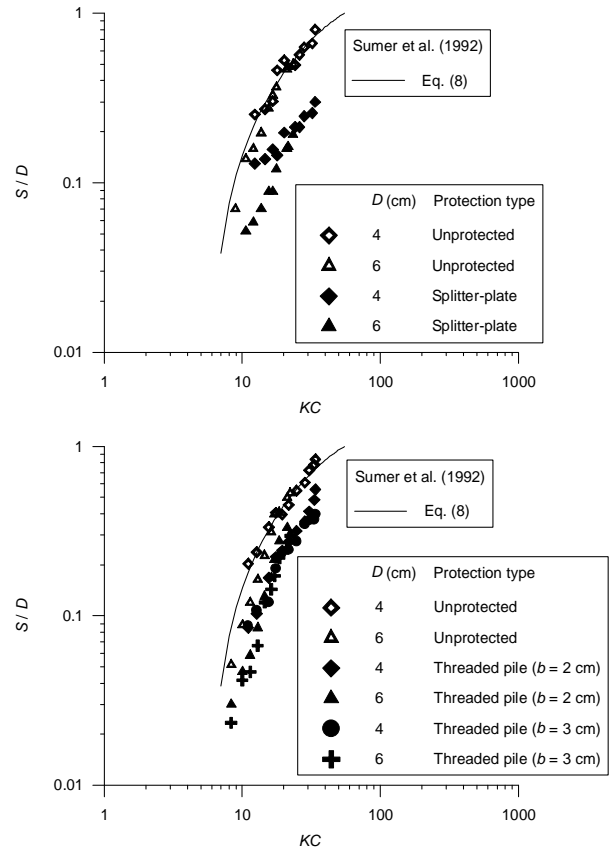 1
Sumer et al. (1992)
Eq. (8)
S / D
0.1
D (cm) Protection type
4 Unprotected
6 Unprotected
4 Splitter-plate
6 Splitter-plate
0.01
1 10 100 1000
KC
1
Sumer et al. (1992)
Eq. (8)
S / D
0.1
D (cm) Protection type
4 Unprotected
6 Unprotected
4 Threaded pile (b = 2 cm)
6 Threaded pile (b = 2 cm)
4 Threaded pile (b = 3 cm)
6 Threaded pile (b = 3 cm)
0.01
1 10 100 1000
KC